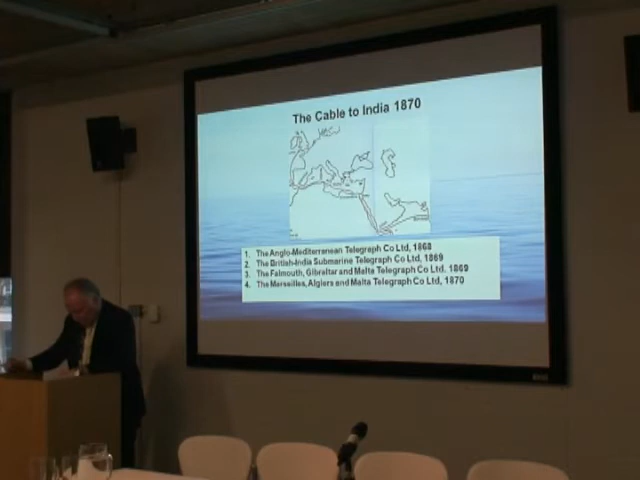 The Cable to India 1870
1. The Anglo-Mediterranean Telegraph Co Ltd, 1868
2. The British-India Submarine Telegraph Co Ltd, 1869
3. The Falmouth, Gibraltar and Malta Telegraph Co Ltd. 1869
4. The Marseilles, Algiers and Malta Telegraph Co Ltd, 1870